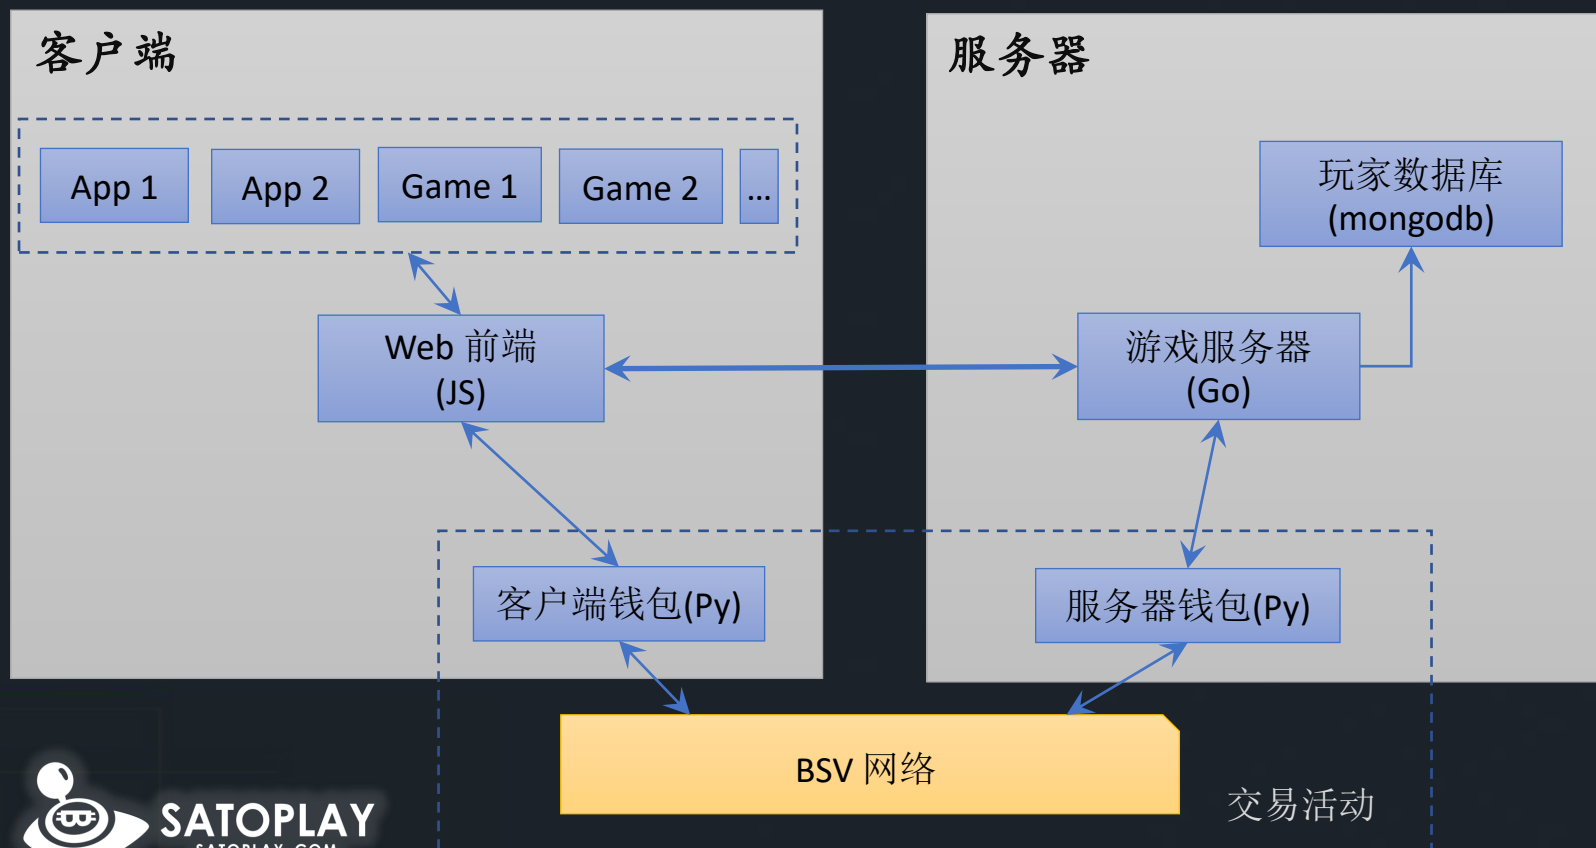 客户端
App 1
App 2
Game 1
Game 2
...
Web 前端
(JS)
客户端钱包(Py)
服务器
玩家数据库
(mongodb)
游戏服务器
(Go)
服务器钱包(Py)
BSV 网络
交易活动
SATOPLAY
SATOPLAY.COM